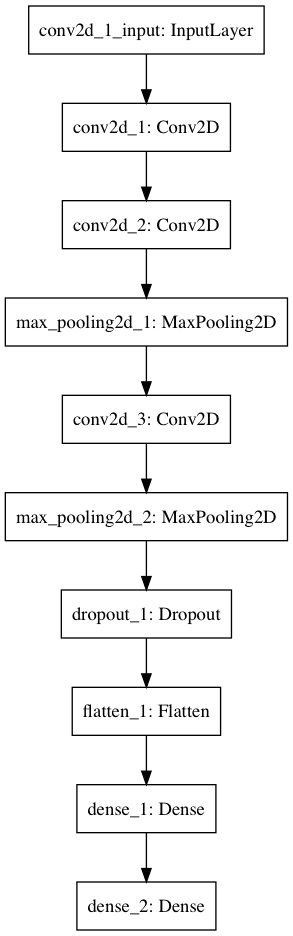 conv2d_1_input: InputLayer
conv2d_1: Conv2D
conv2d_2: Conv2D
max_pooling2d_1: MaxPooling2D
conv2d_3: Conv2D
max_pooling2d_2: MaxPooling2D
dropout_1: Dropout
flatten_1: Flatten
dense_1: Dense
dense_2: Dense